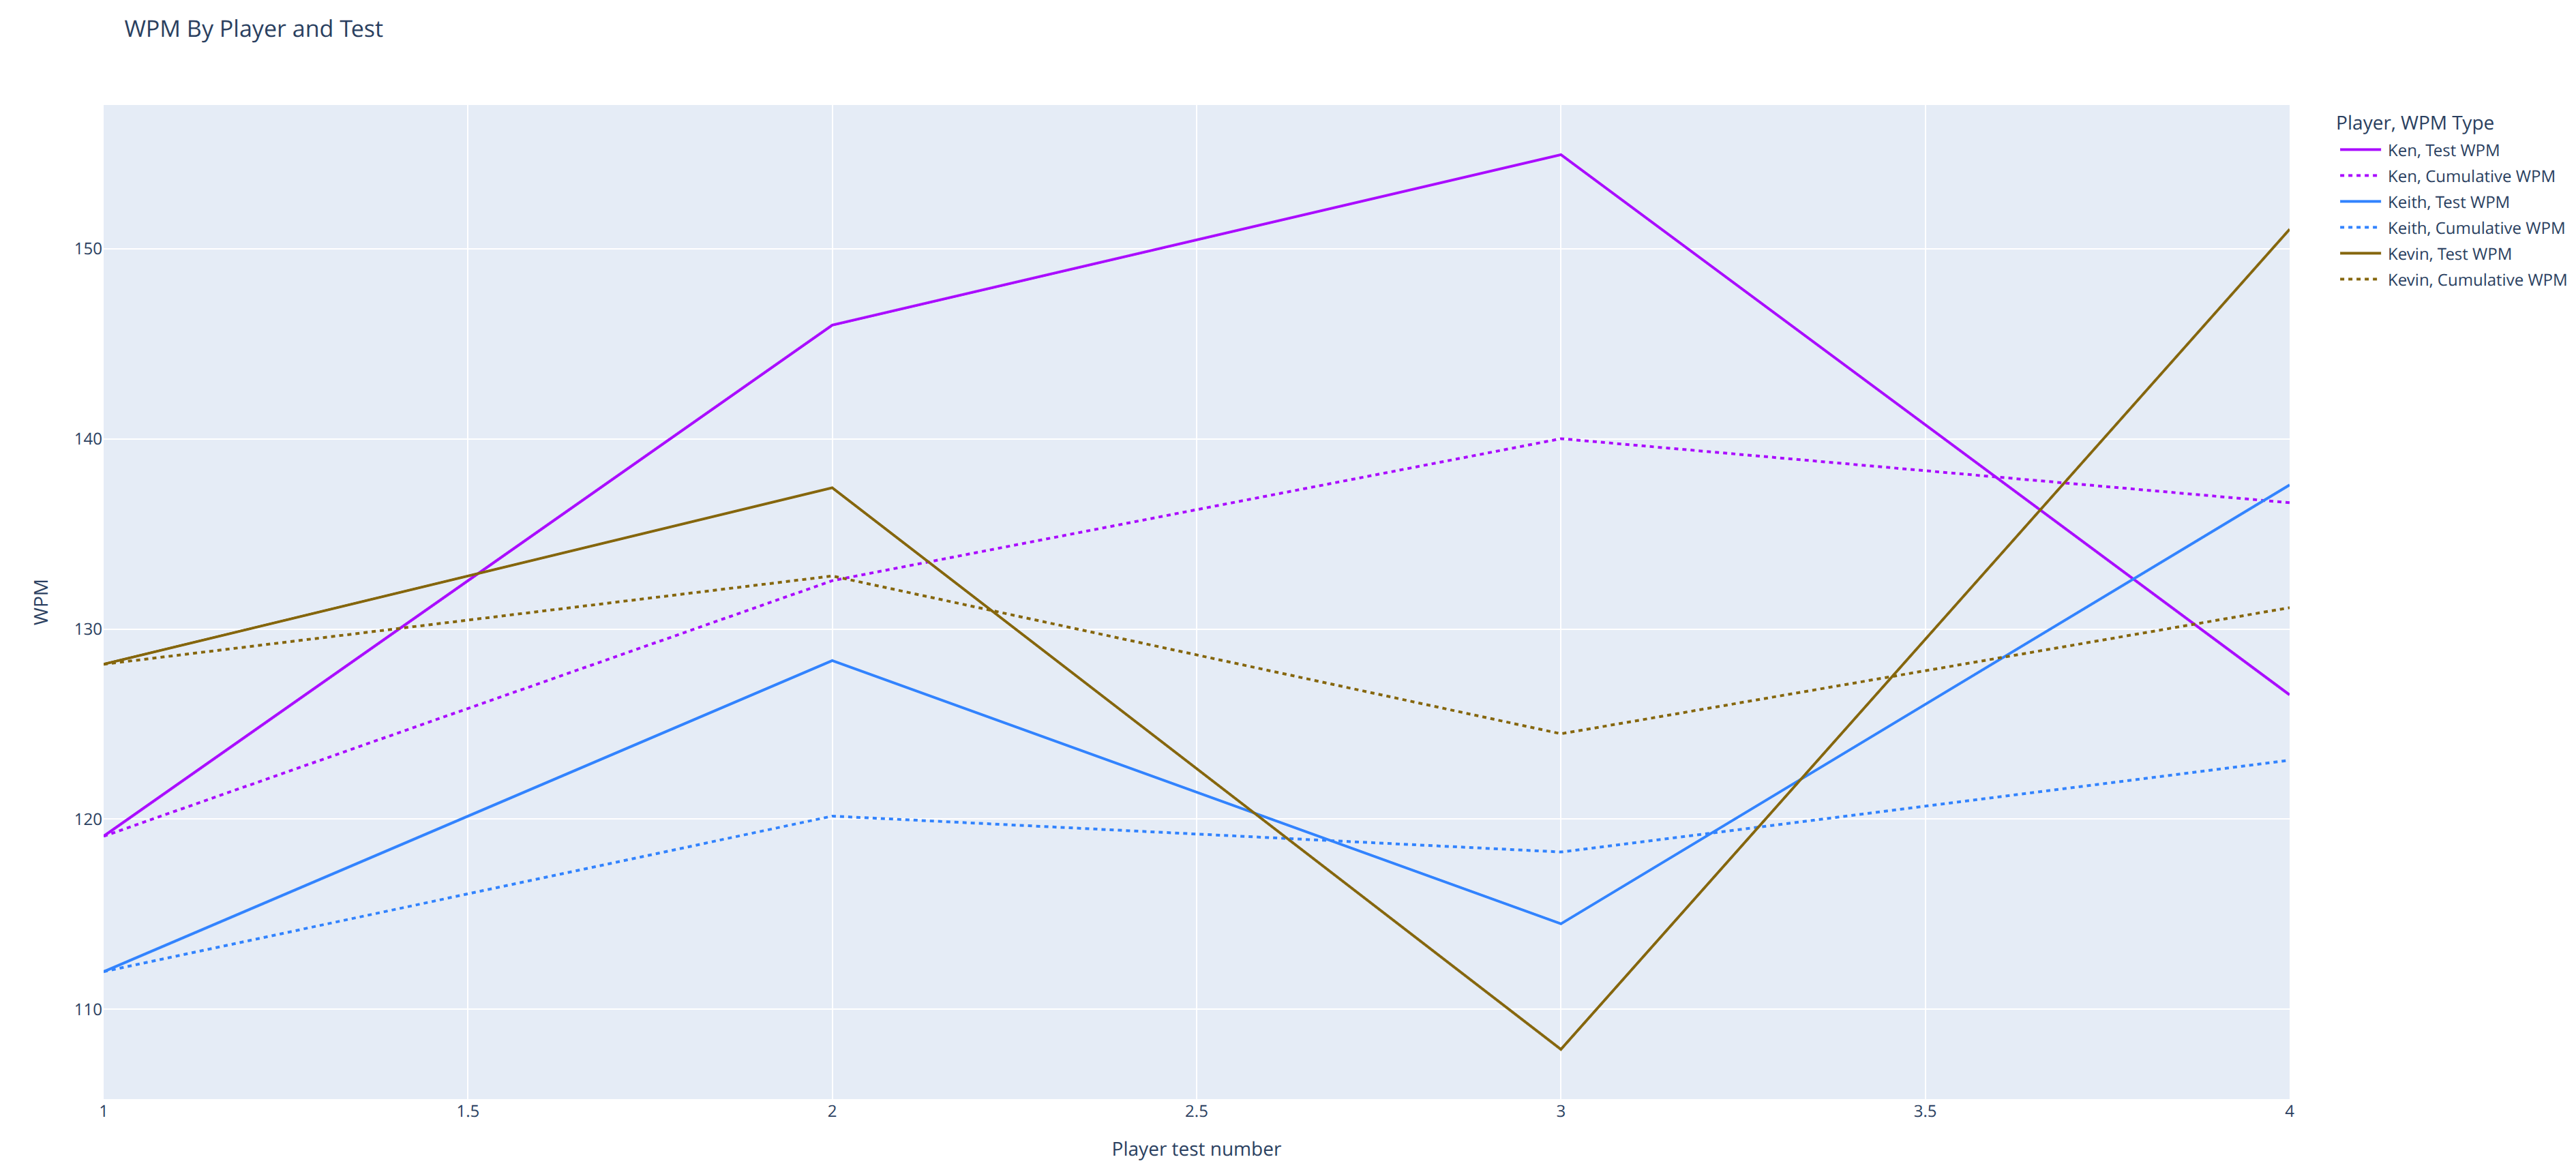 WPM By Player and Test
Player, WPM Type
Ken, Test WPM
Ken, Cumulative WPM
Keith, Test WPM
Keith, Cumulative WPM
Kevin, Test WPM
Kevin, Cumulative WPM
150
140
130
120
110
WPM
1
1.5
2
2.5
3
3.5
4
Player test number